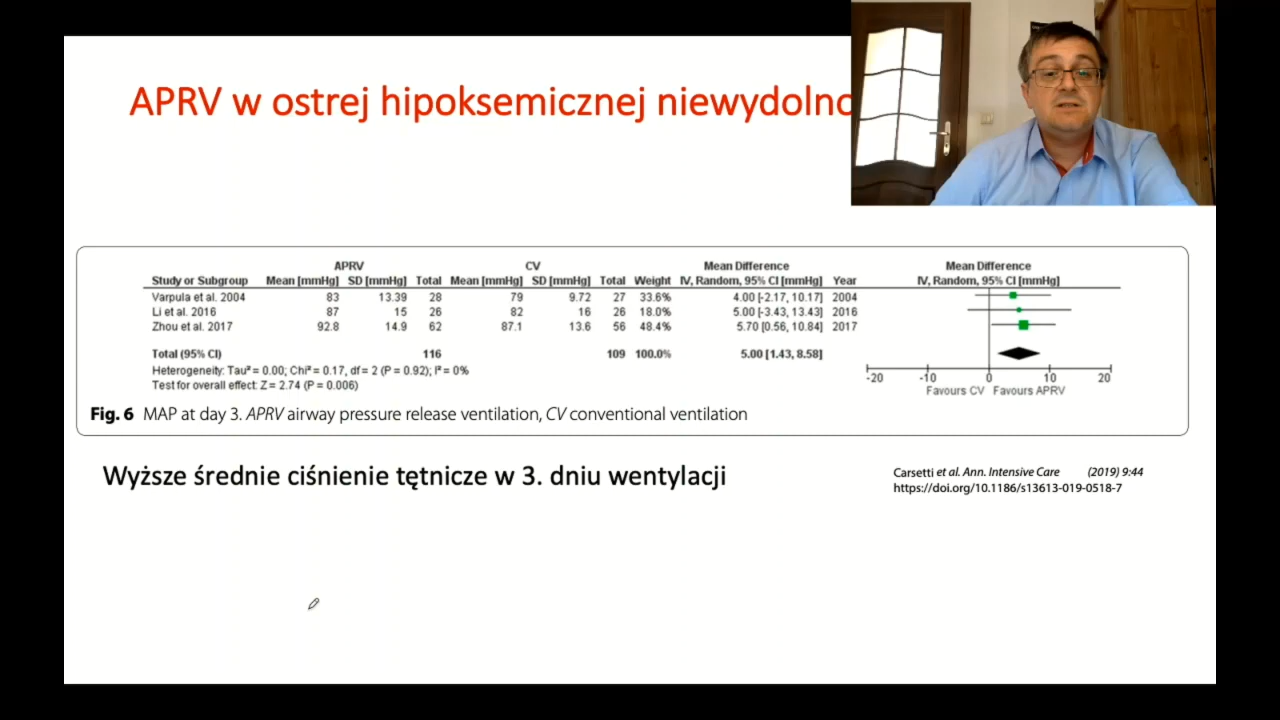 APRV w ostrej hipoksemicznej niewydolno
APRV CV Mean Difference Mean Difference
Study or Subgroup Mean [mmHg] SD [mmHg] Total Mean [mmHg] SD [mmHg] Total Weight IV, Random, 95% CI [mmHg] Year IV, Random, 95% CI [mmHg]
Varpula et al. 2004 83 13.39 28 79 9.72 27 33.6% 4.00 [-2.17, 10.17] 2004
Li et al. 2016 87 15 26 82 16 26 18.0% 5.00 [-3.43, 13.43] 2016
Zhou et al. 2017 92.8 14.9 62 87.1 13.6 56 48.4% 5.70 [0.56, 10.84] 2017
Total (95% CI) 116 109 100.0% 5.00 [1.43, 8.58]
Heterogeneity: Tau² = 0.00; Chi² = 0.17, df = 2 (P = 0.92); I² = 0%
Test for overall effect: Z = 2.74 (P = 0.006)
-20 -10 0 10 20
Favours CV Favours APRV
Fig. 6 MAP at day 3. APRV airway pressure release ventilation, CV conventional ventilation
Wyższe średnie ciśnienie tętnicze w 3. dniu wentylacji
Carsetti et al. Ann. Intensive Care (2019) 9:44
https://doi.org/10.1186/s13613-019-0518-7